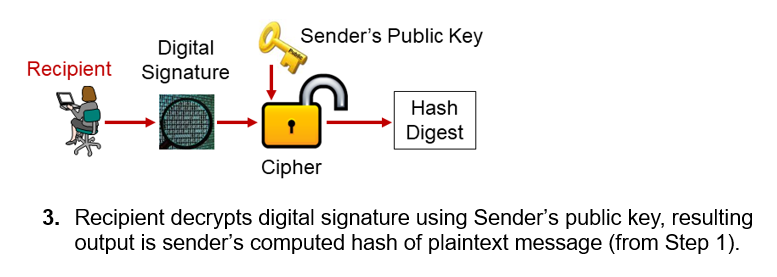 Sender's Public Key
Digital
Signature
Recipient
Public
Hash
Digest
Cipher
3. Recipient decrypts digital signature using Sender's public key, resulting
output is sender's computed hash of plaintext message (from Step 1).